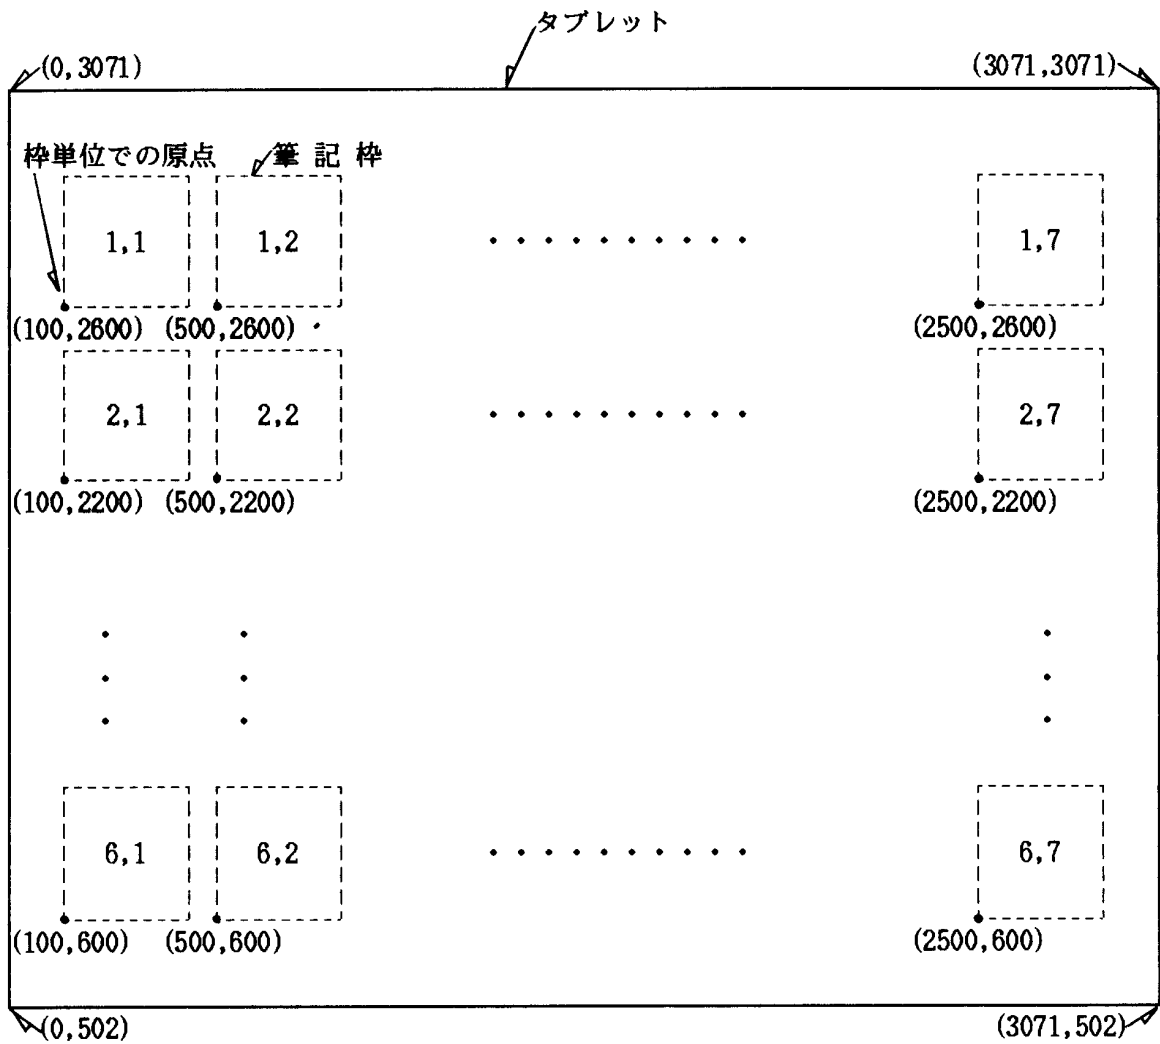 タブレット
(0,3071) (3071,3071)
枠単位での原点 筆記枠
1,1 1,2 ・・・・・・・・・・ 1,7
(100,2600) (500,2600) (2500,2600)
2,1 2,2 ・・・・・・・・・・ 2,7
(100,2200) (500,2200) (2500,2200)
6,1 6,2 ・・・・・・・・・・ 6,7
(100,600) (500,600) (2500,600)
(0,502) (3071,502)